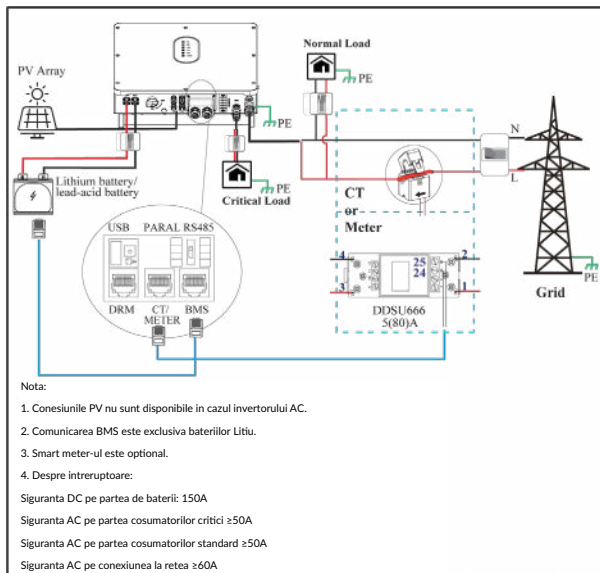 Normal Load
PE
PV Array
PE
N
Lithium battery/
lead-acid battery
Critical Load
PE
CT
or
Meter
L
USB
PARAL
RS485
4
25
2
24
3
1
PE
Grid
DRM
CT/
METER
BMS
DDSU666
5(80)A
Nota:
1. Conesiunile PV nu sunt disponibile in cazul invertorului AC.
2. Comunicarea BMS este exclusiva bateriilor Litiu.
3. Smart meter-ul este optional.
4. Despre intreruptoare:
Siguranta DC pe partea de baterii: 150A
Siguranta AC pe partea cosumatorilor critici ≥50A
Siguranta AC pe partea cosumatorilor standard ≥50A
Siguranta AC pe conexiunea la retea ≥60A